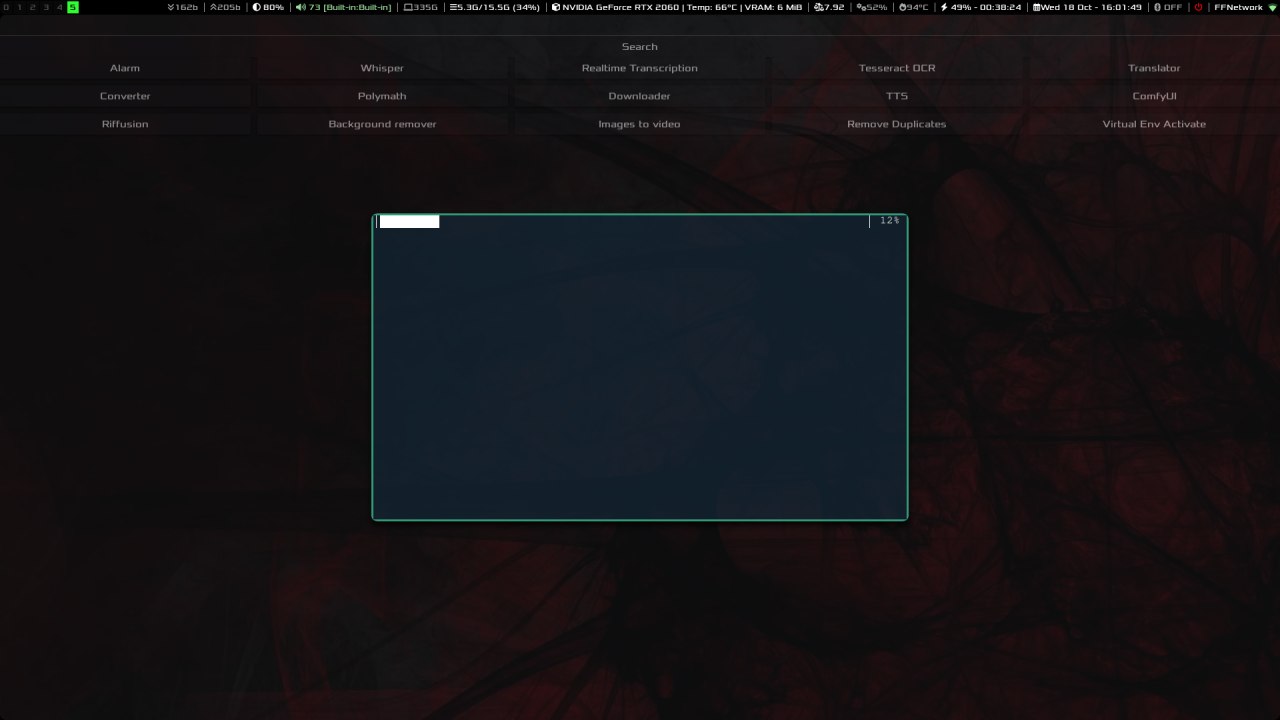 0 1 2 3 4 5 162b | 205b | 80% | 73 [Built-in:Built-in] | 335G | 5.3G/15.5G (34%) | NVIDIA GeForce RTX 2060 | Temp: 66°C | VRAM: 6 MiB | 7.92 | 52% | 94°C | 49% - 00:38:24 | Wed 18 Oct - 16:01:49 | OFF | | FFNetwork
Search
Alarm Whisper Realtime Transcription Tesseract OCR Translator
Converter Polymath Downloader TTS ComfyUI
Riffusion Background remover Images to video Remove Duplicates Virtual Env Activate
12%